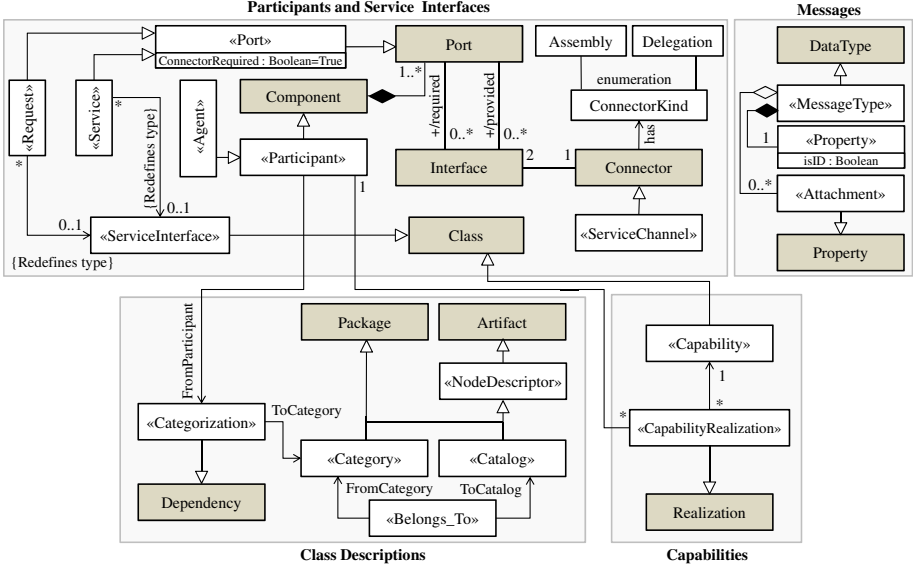 Participants and Service Interfaces
Messages
«Port»
ConnectorRequired : Boolean=True
Port
Assembly
Delegation
DataType
enumeration
1..*
«Request»
«Service»
Component
+/required
+/provided
ConnectorKind
«MessageType»
*
«Agent»
has
«Property»
1
isID : Boolean
0..*
0..*
«Participant»
{Redefines type}
*
Interface
2
1
Connector
1
0..*
«Attachment»
0..1
0..1
«ServiceInterface»
Class
«ServiceChannel»
Property
{Redefines type}
FromParticipant
Package
Artifact
«Capability»
«NodeDescriptor»
1
*
«Categorization»
ToCategory
*
«CapabilityRealization»
«Category»
«Catalog»
FromCategory
ToCatalog
Dependency
«Belongs_To»
Realization
Class Descriptions
Capabilities